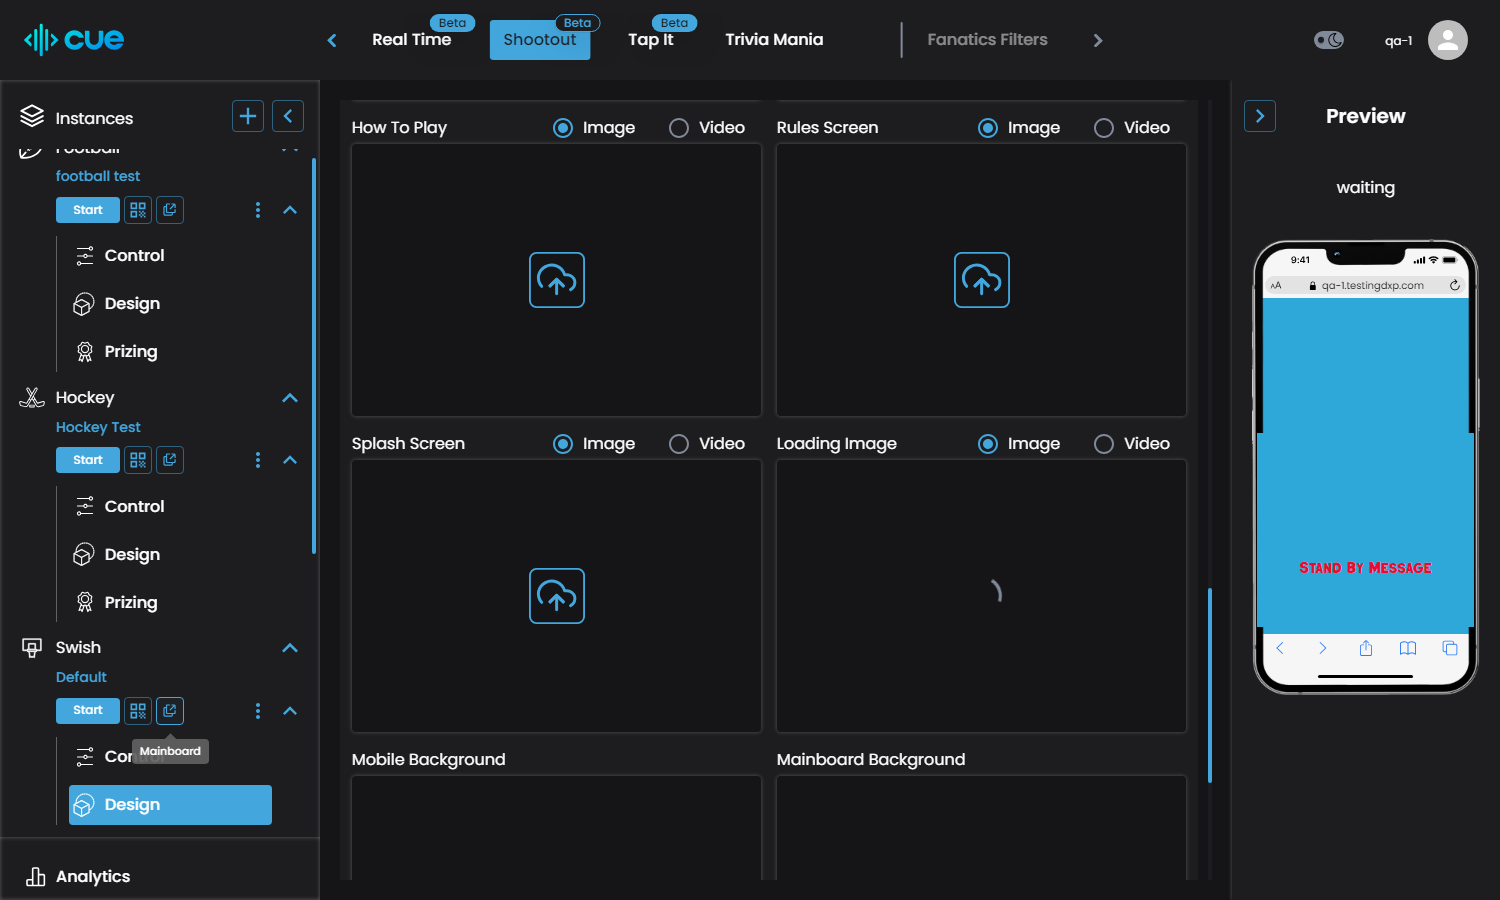 cue
Beta
Real Time
Beta
Shootout
Beta
Tap It
Trivia Mania
Fanatics Filters
qa-1
Instances
Football
football test
Start
Control
Design
Prizing
Hockey
Hockey Test
Start
Control
Design
Prizing
Swish
Default
Start
Mainboard
Control
Design
Analytics
How To Play
Image
Video
Rules Screen
Image
Video
Splash Screen
Image
Video
Loading Image
Image
Video
Mobile Background
Mainboard Background
Preview
waiting
9:41
AA
qa-1.testingdxp.com
Stand By Message